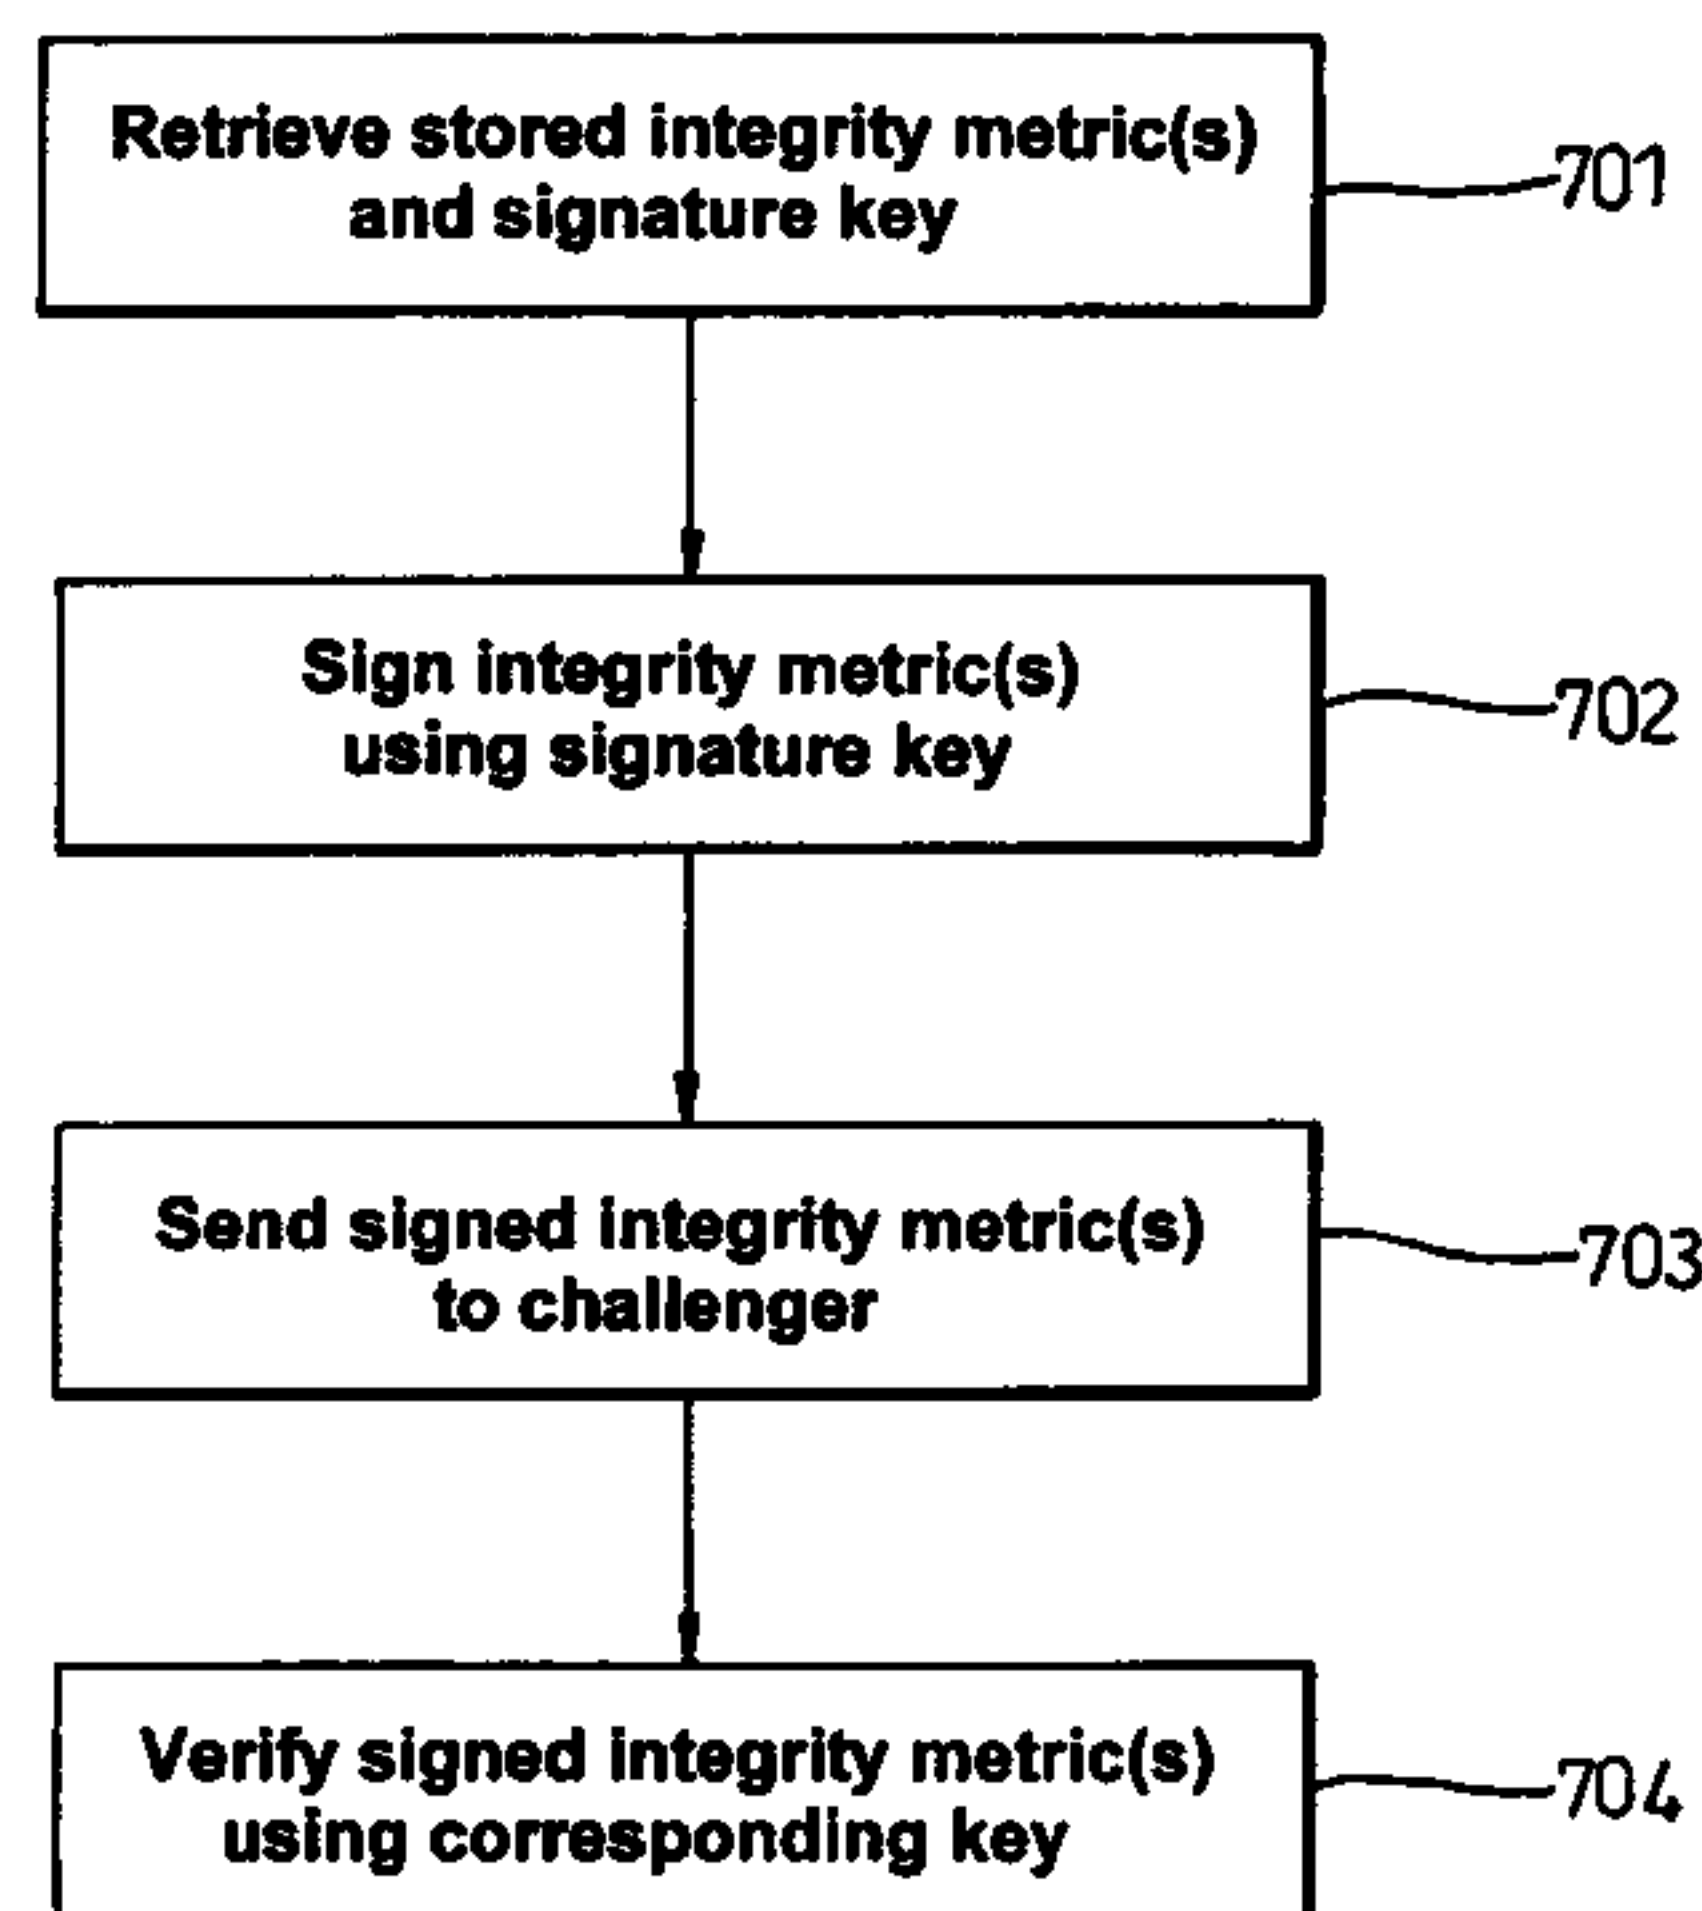 Retrieve stored integrity metric(s)
and signature key
701
Sign integrity metric(s)
using signature key
702
Send signed integrity metric(s)
to challenger
703
Verify signed integrity metric(s)
using corresponding key
704